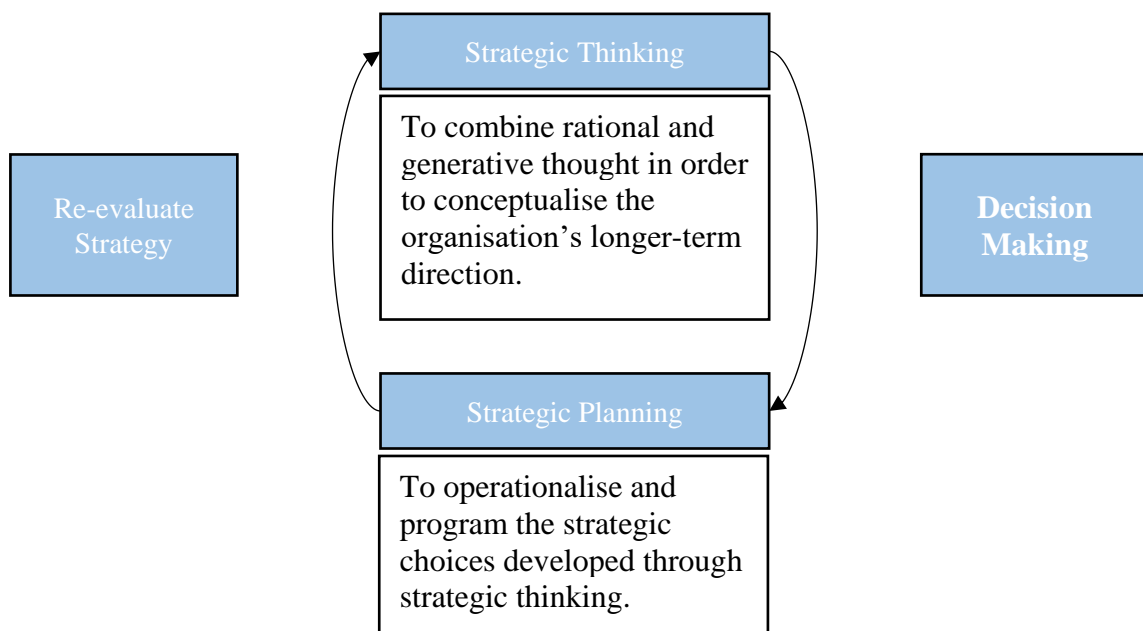 Strategic Thinking
To combine rational and
generative thought in order
to conceptualise the
organisation’s longer-term
direction.
Re-evaluate
Strategy
Decision
Making
Strategic Planning
To operationalise and
program the strategic
choices developed through
strategic thinking.